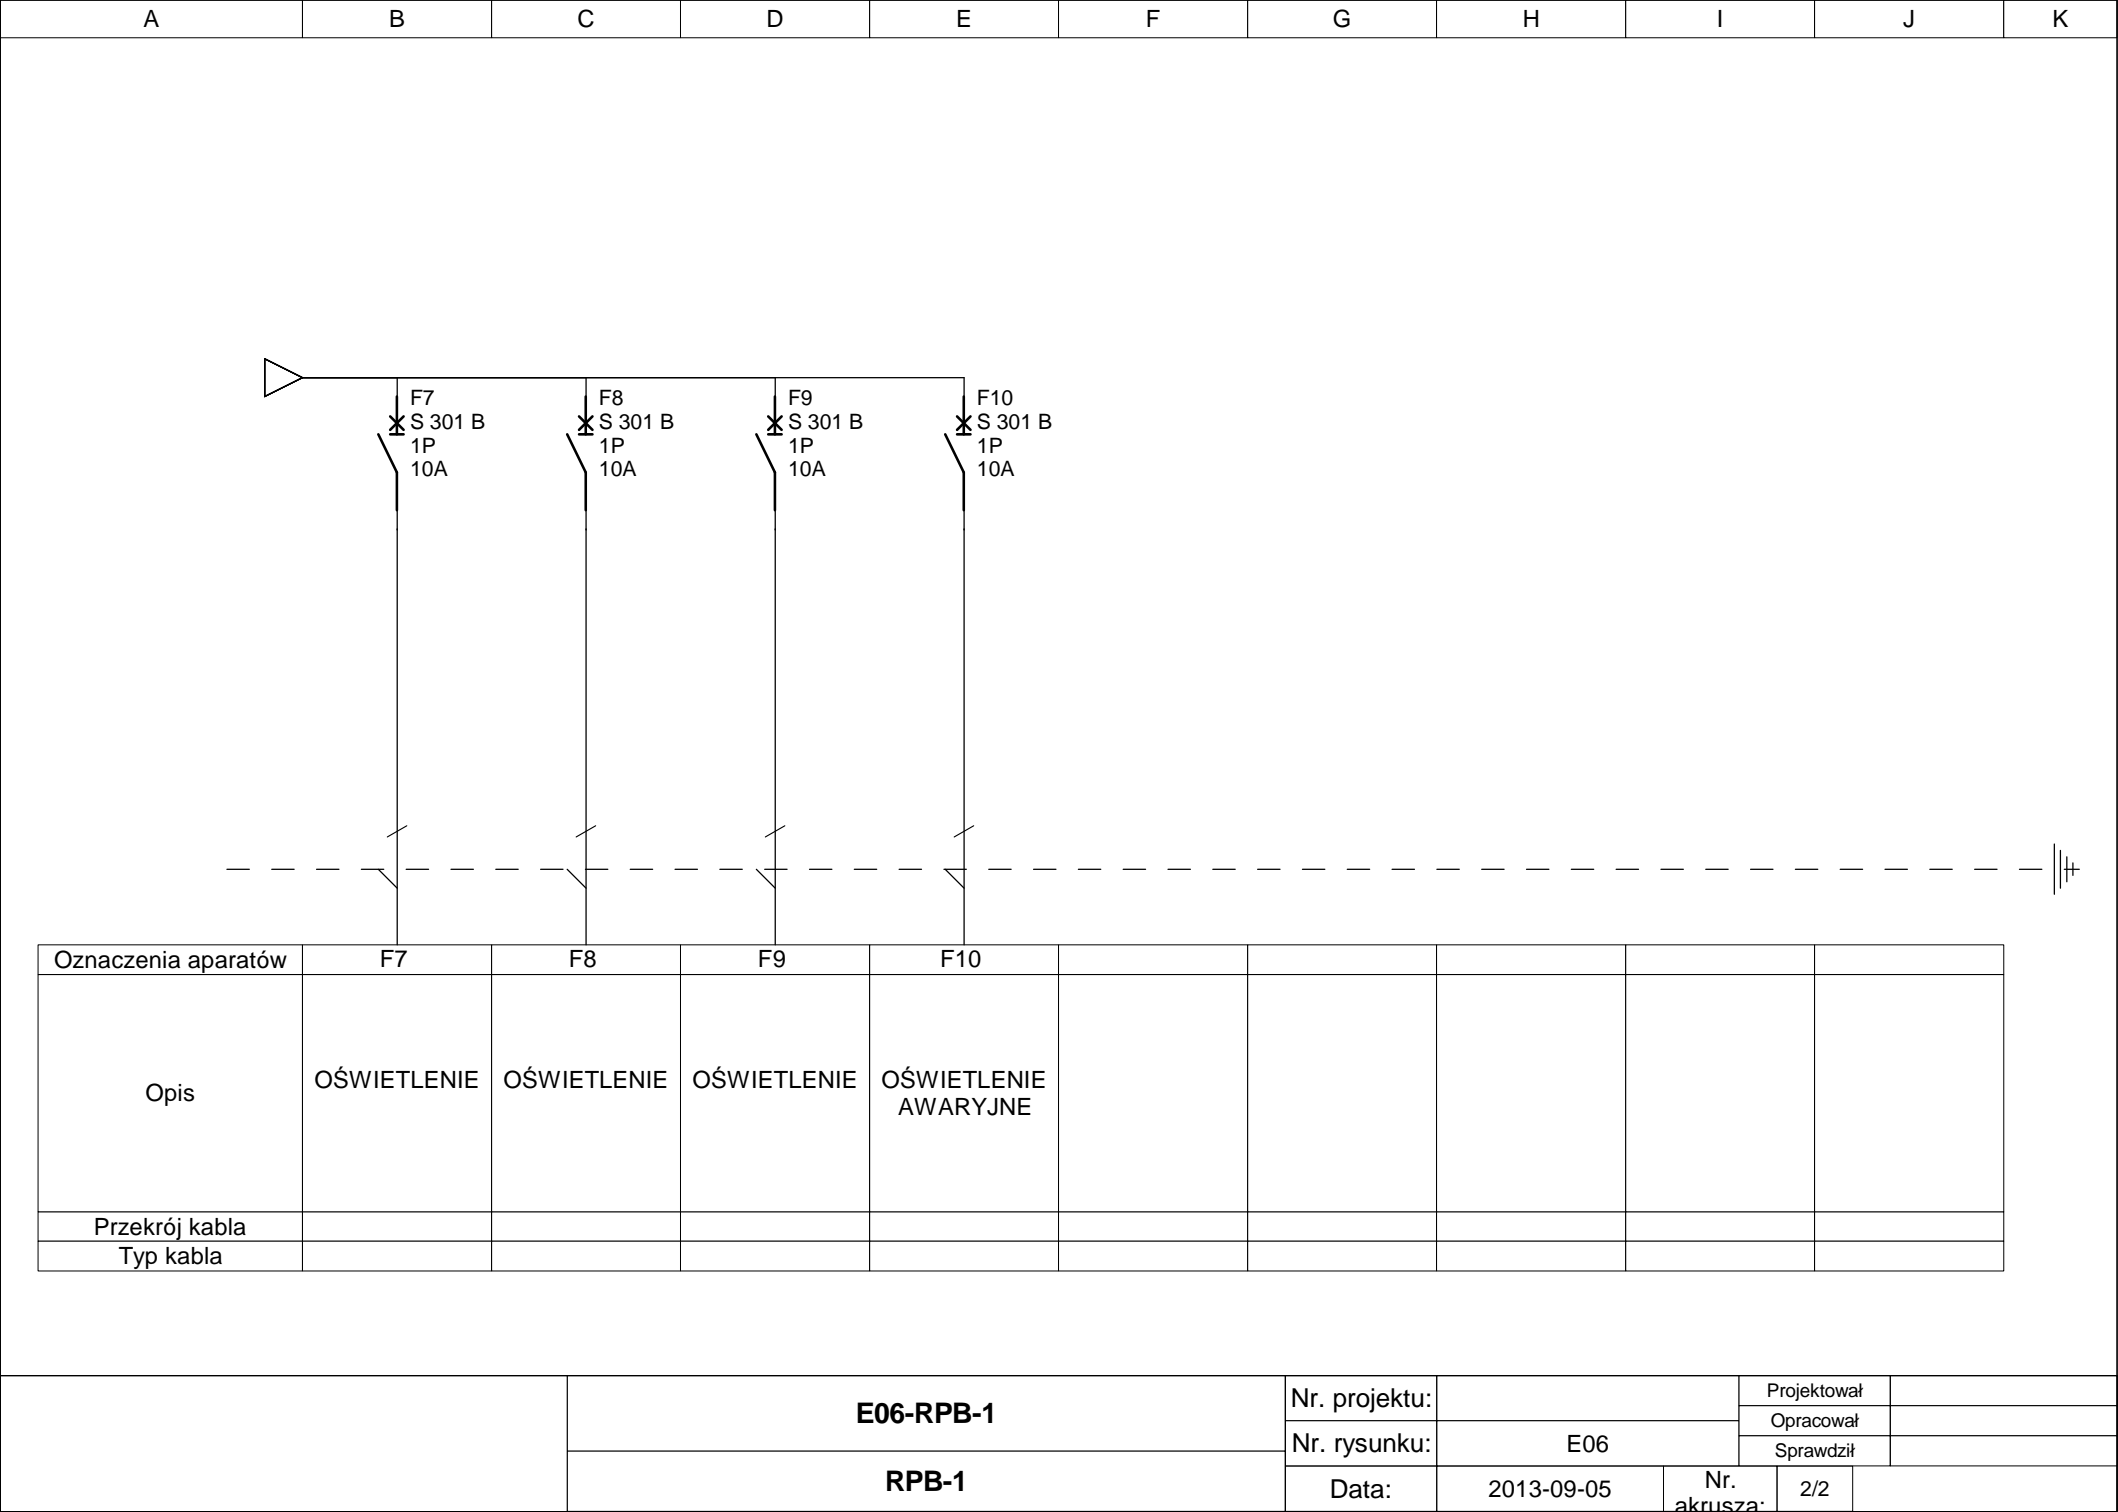 A B C D E F G H I J K
F7 F8 F9 F10
S 301 B S 301 B S 301 B S 301 B
1P 1P 1P 1P
10A 10A 10A 10A
Oznaczenia aparatów F7 F8 F9 F10
Opis OŚWIETLENIE OŚWIETLENIE OŚWIETLENIE OŚWIETLENIE
AWARYJNE
Przekrój kabla
Typ kabla
E06-RPB-1
RPB-1
Nr. projektu:
Nr. rysunku: E06
Data: 2013-09-05
Projektował
Opracował
Sprawdził
Nr.
akrusza:
2/2